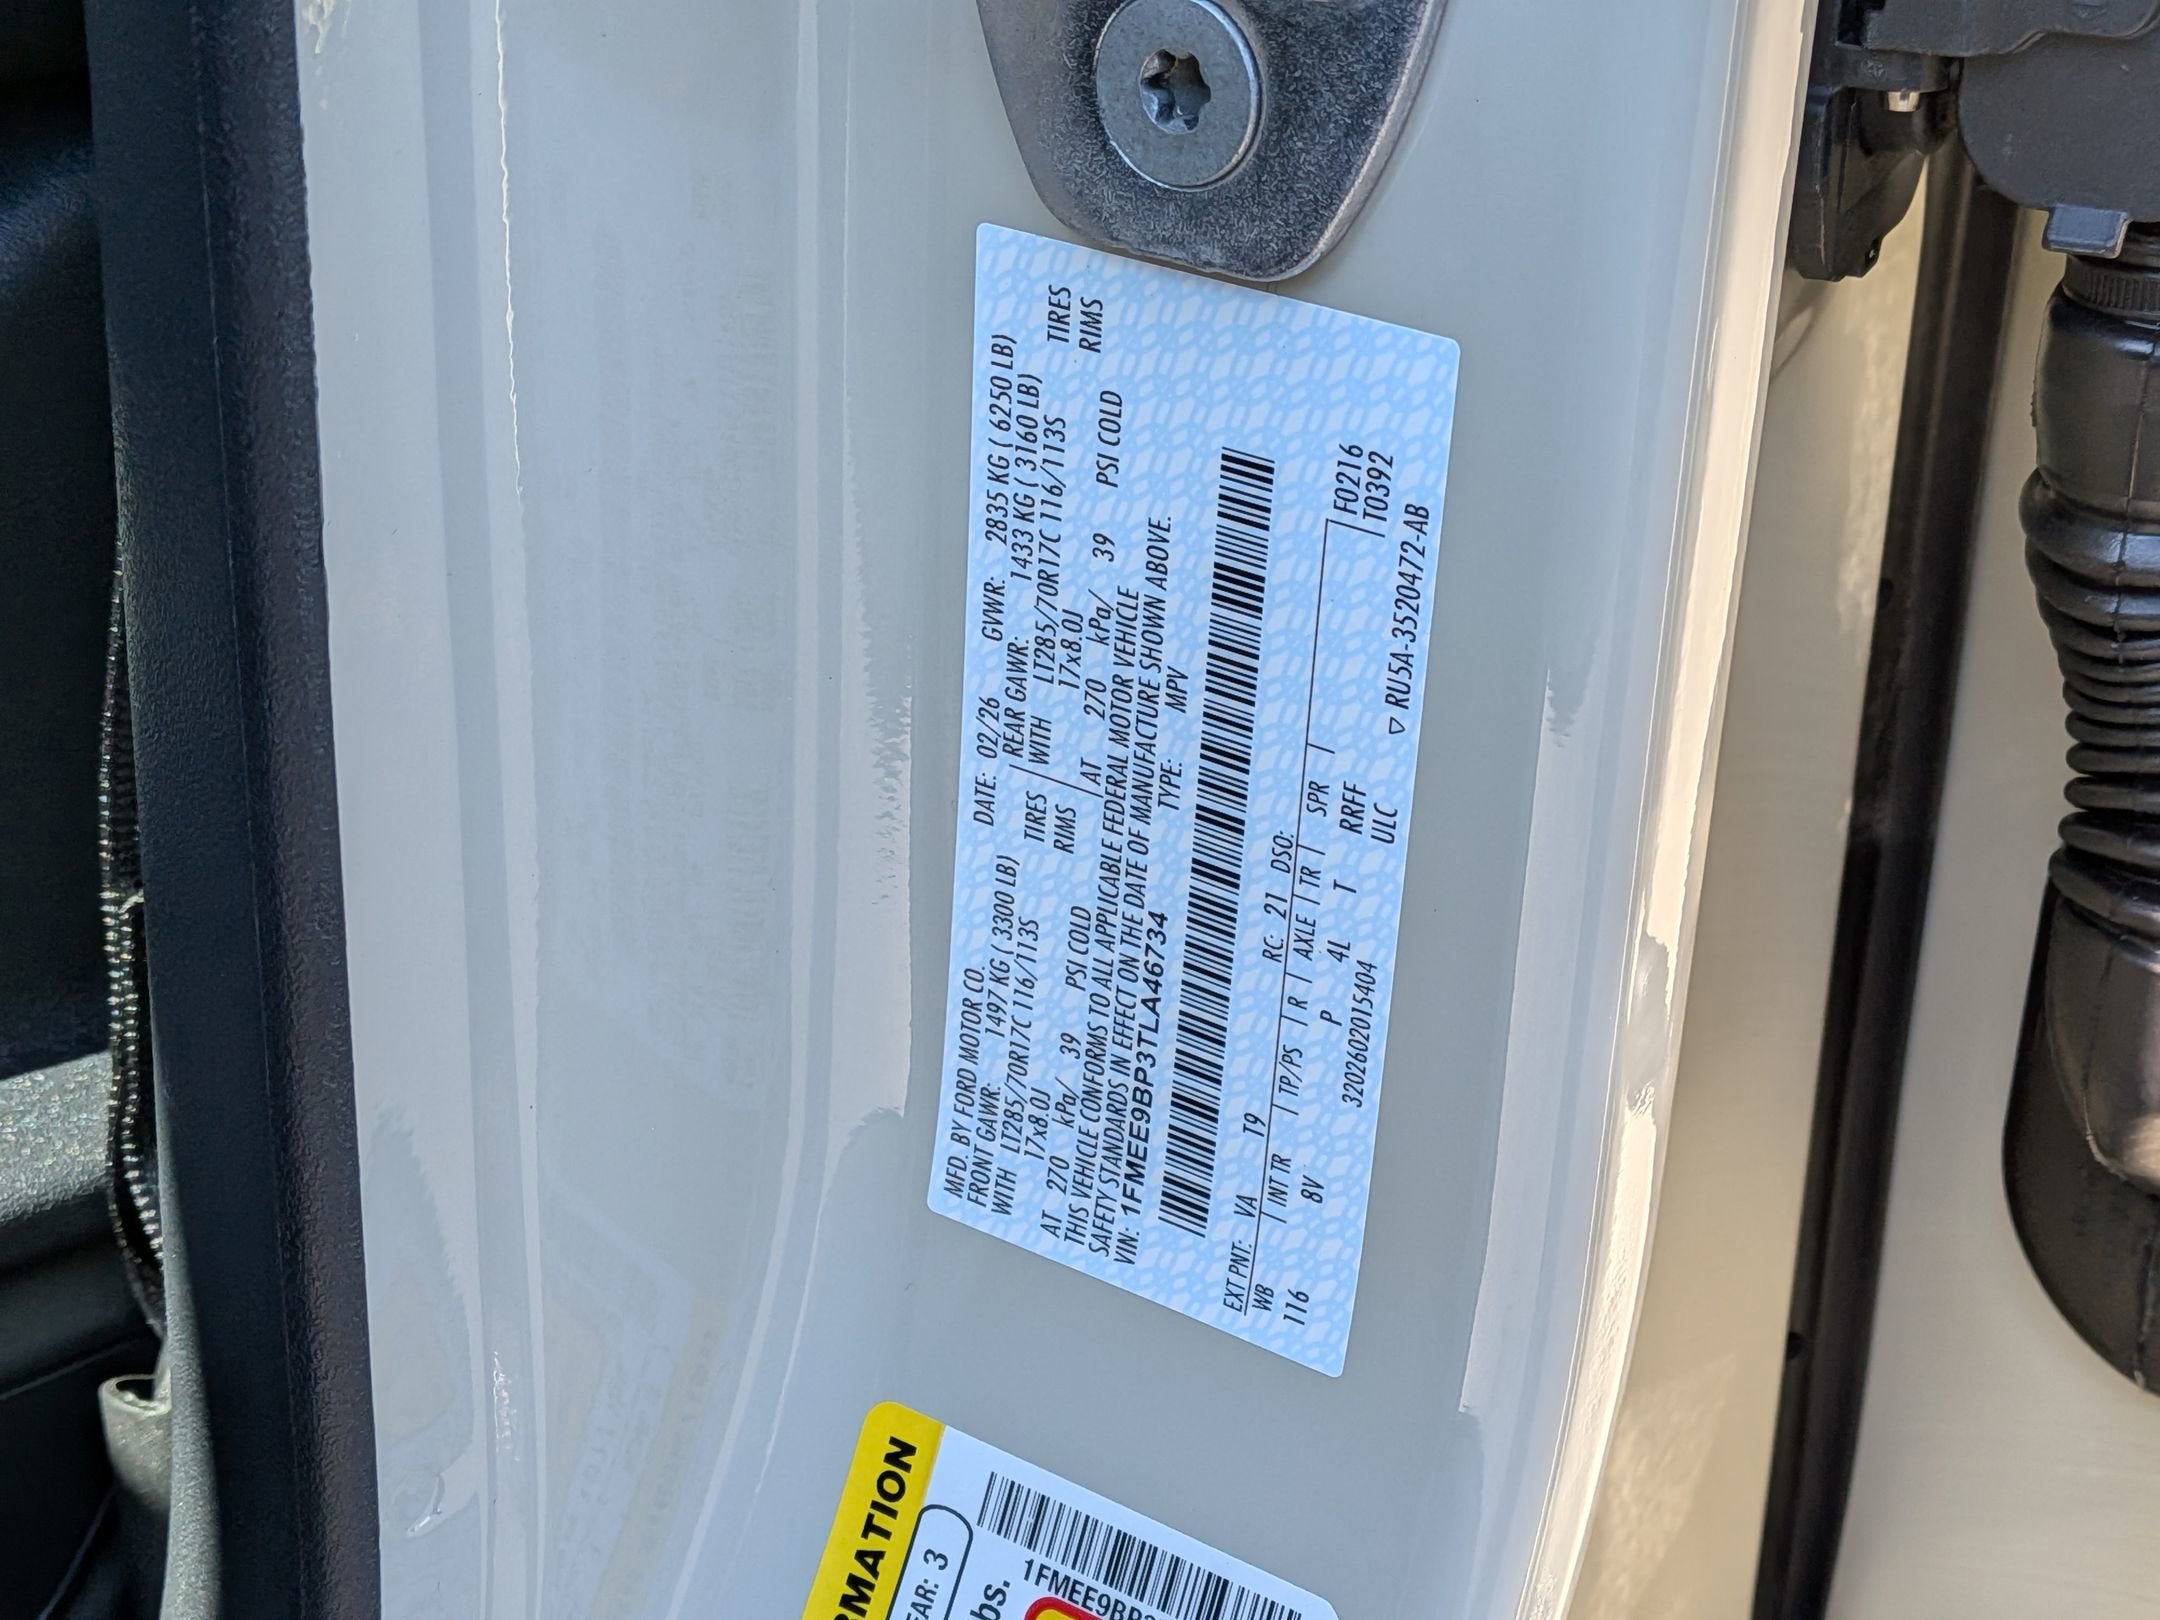 MFD. BY FORD MOTOR CO.
DATE: 02/26 GVWR: 2835 KG ( 6250 LB)
FRONT GAWR: 1497 KG ( 3300 LB) REAR GAWR: 1433 KG ( 3160 LB)
WITH LT285/70R17C 116/113S TIRES WITH LT285/70R17C 116/113S TIRES
17x8.0J RIMS 17x8.0J RIMS
AT 270 kPa/ 39 PSI COLD AT 270 kPa/ 39 PSI COLD
THIS VEHICLE CONFORMS TO ALL APPLICABLE FEDERAL MOTOR VEHICLE
SAFETY STANDARDS IN EFFECT ON THE DATE OF MANUFACTURE SHOWN ABOVE.
VIN: 1FMEE9BP3TLA46734 TYPE: MPV
EXT PNT: VA T9 RC: 21 DSO:
WB INT TR TP/PS R AXLE TR SPR F0216
116 8V P 4L T RRFF T0392
3202602015404 ULC ▽ RU5A-3520472-AB
EAR: 3
1FMEE9BP
bs.